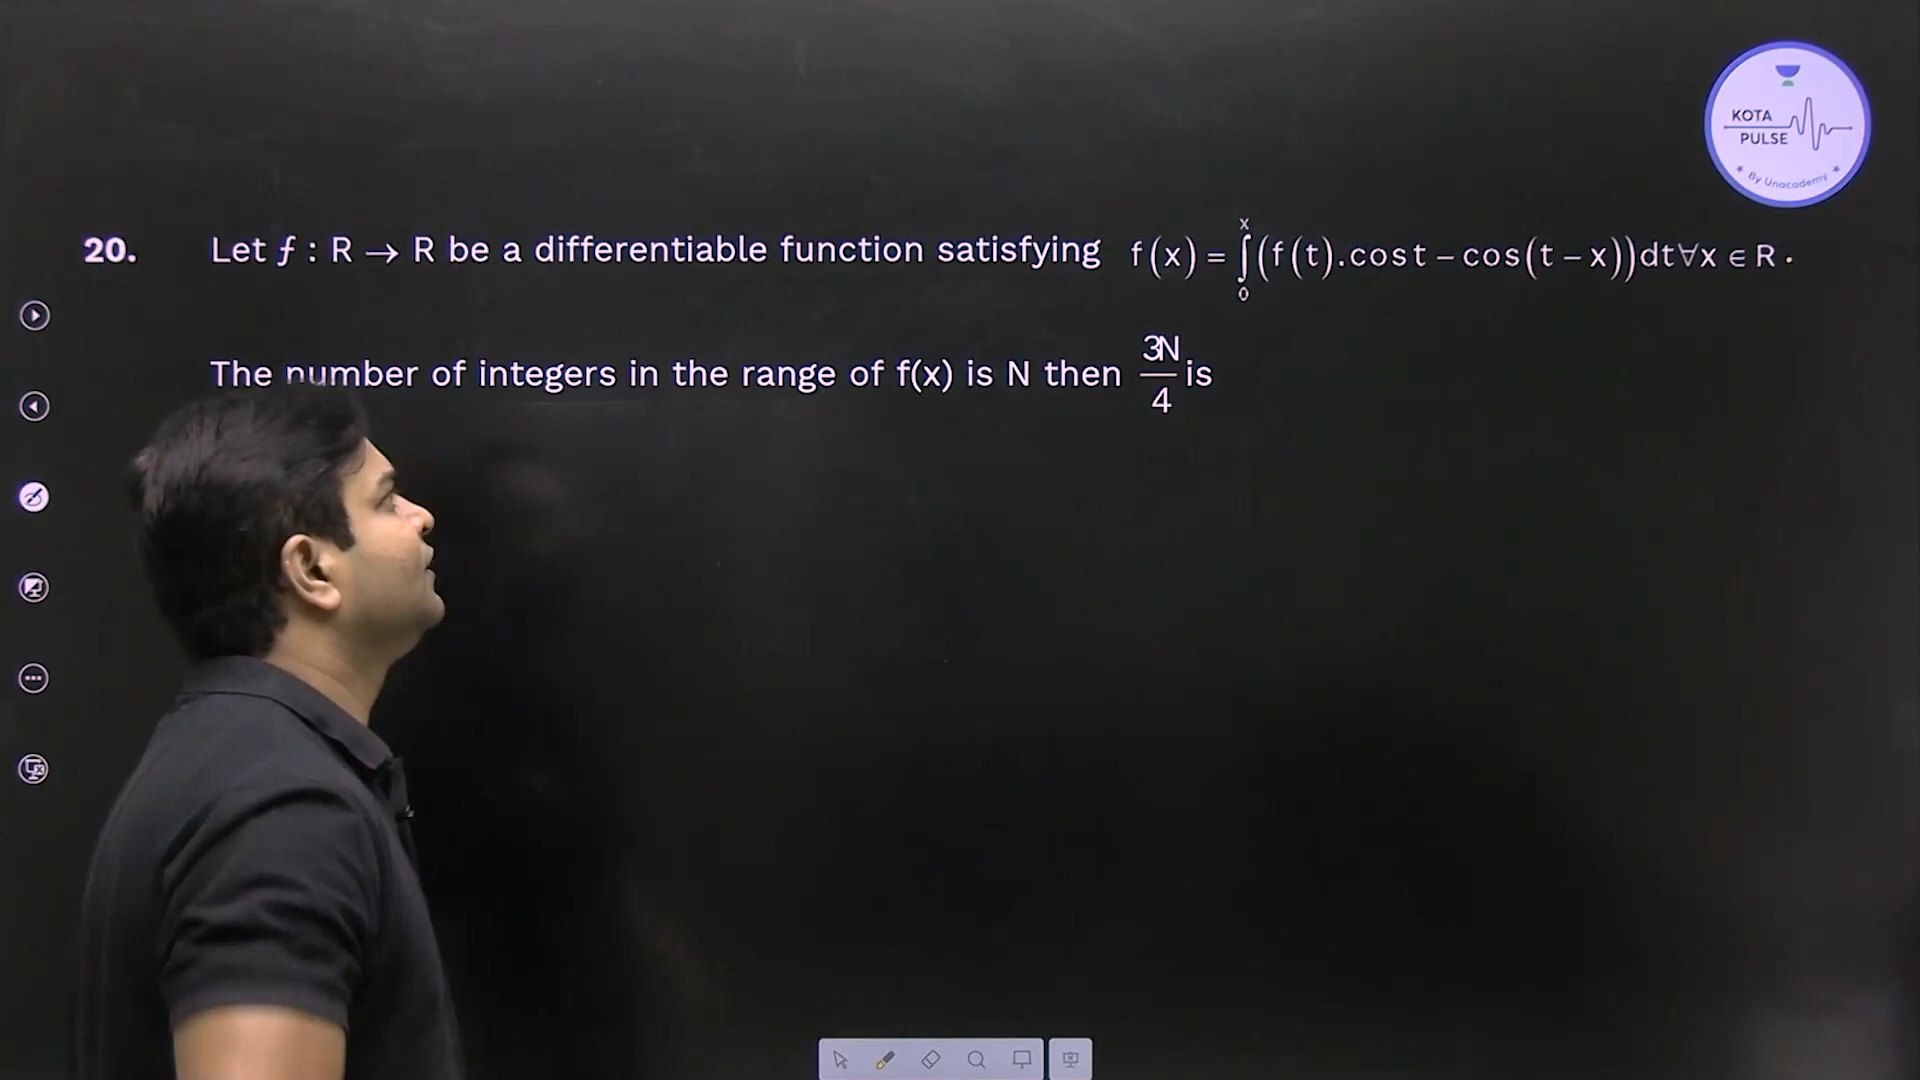 KOTA
PULSE
★ By Unacademy ★
20. Let f : R → R be a differentiable function satisfying f(x) = ∫₀ˣ (f(t).cos t – cos(t – x))dt ∀x ∈ R .
The number of integers in the range of f(x) is N then 3N/4 is